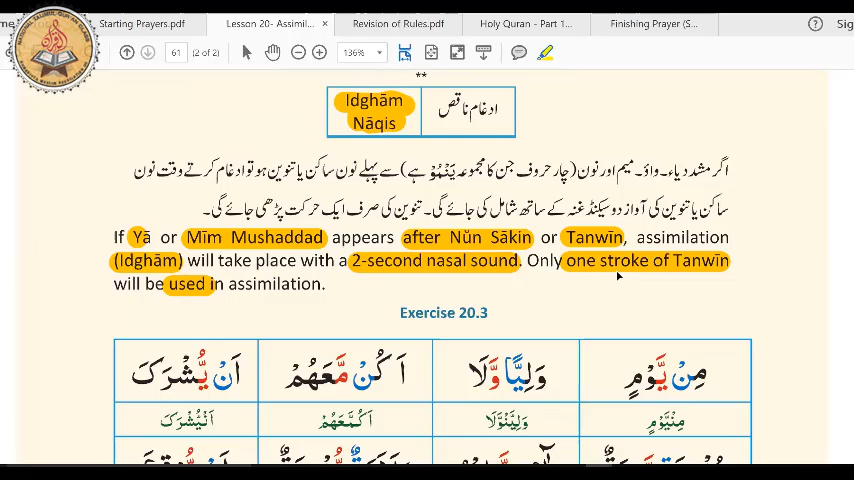 Starting Prayers.pdf
Lesson 20- Assimil... ×
Revision of Rules.pdf
Holy Quran - Part 1...
Finishing Prayer (S...
Sig
61 (2 of 2)
136%
**
Idghām
Nāqis
ادغام ناقص
اگر مشدد یاء۔ واؤ۔ میم اور نون (چار حروف جن کا مجموعہ یَنْمُوْ ہے) سے پہلے نون ساکن یا تنوین ہو تو ادغام کرتے وقت نون
ساکن یا تنوین کی آواز دو سیکنڈ غنہ کے ساتھ شامل کی جائے گی۔ تنوین کی صرف ایک حرکت پڑھی جائے گی۔
If Yā or Mīm Mushaddad appears after Nŭn Sākin or Tanwīn, assimilation
(Idghām) will take place with a 2-second nasal sound. Only one stroke of Tanwīn
will be used in assimilation.
Exercise 20.3
مِنْ یَّوْمٍ
وَلِیًّا وَّلَا
اَکُنْ مَّعَهُمْ
اَنْ یُّشْرَکَ
مِنْیَّوْمٍ
وَلِیَّنْوَّلَا
اَکُمَّعَهُمْ
اَنْیُّشْرَکَ